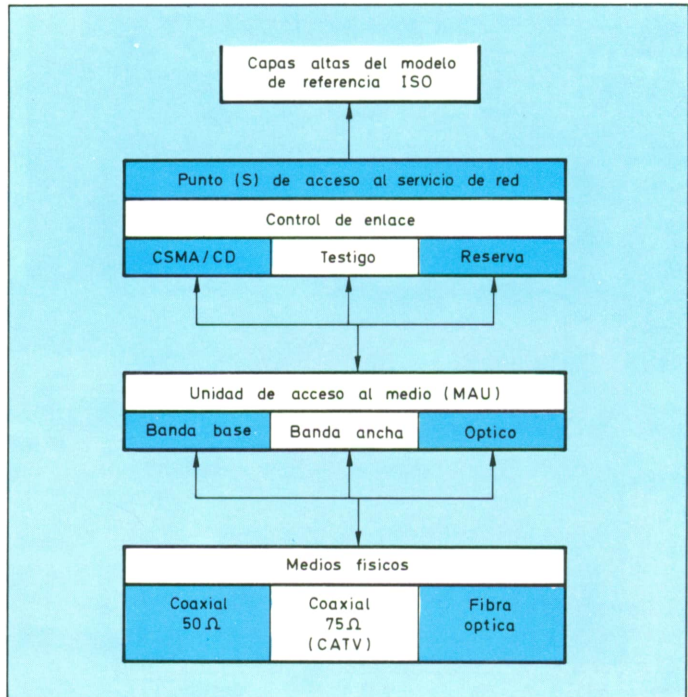 Capas altas del modelo
de referencia ISO
Punto (S) de acceso al servicio de red
Control de enlace
CSMA/CD
Testigo
Reserva
Unidad de acceso al medio (MAU)
Banda base
Banda ancha
Optico
Medios fisicos
Coaxial
50Ω
Coaxial
75Ω
(CATV)
Fibra
optica